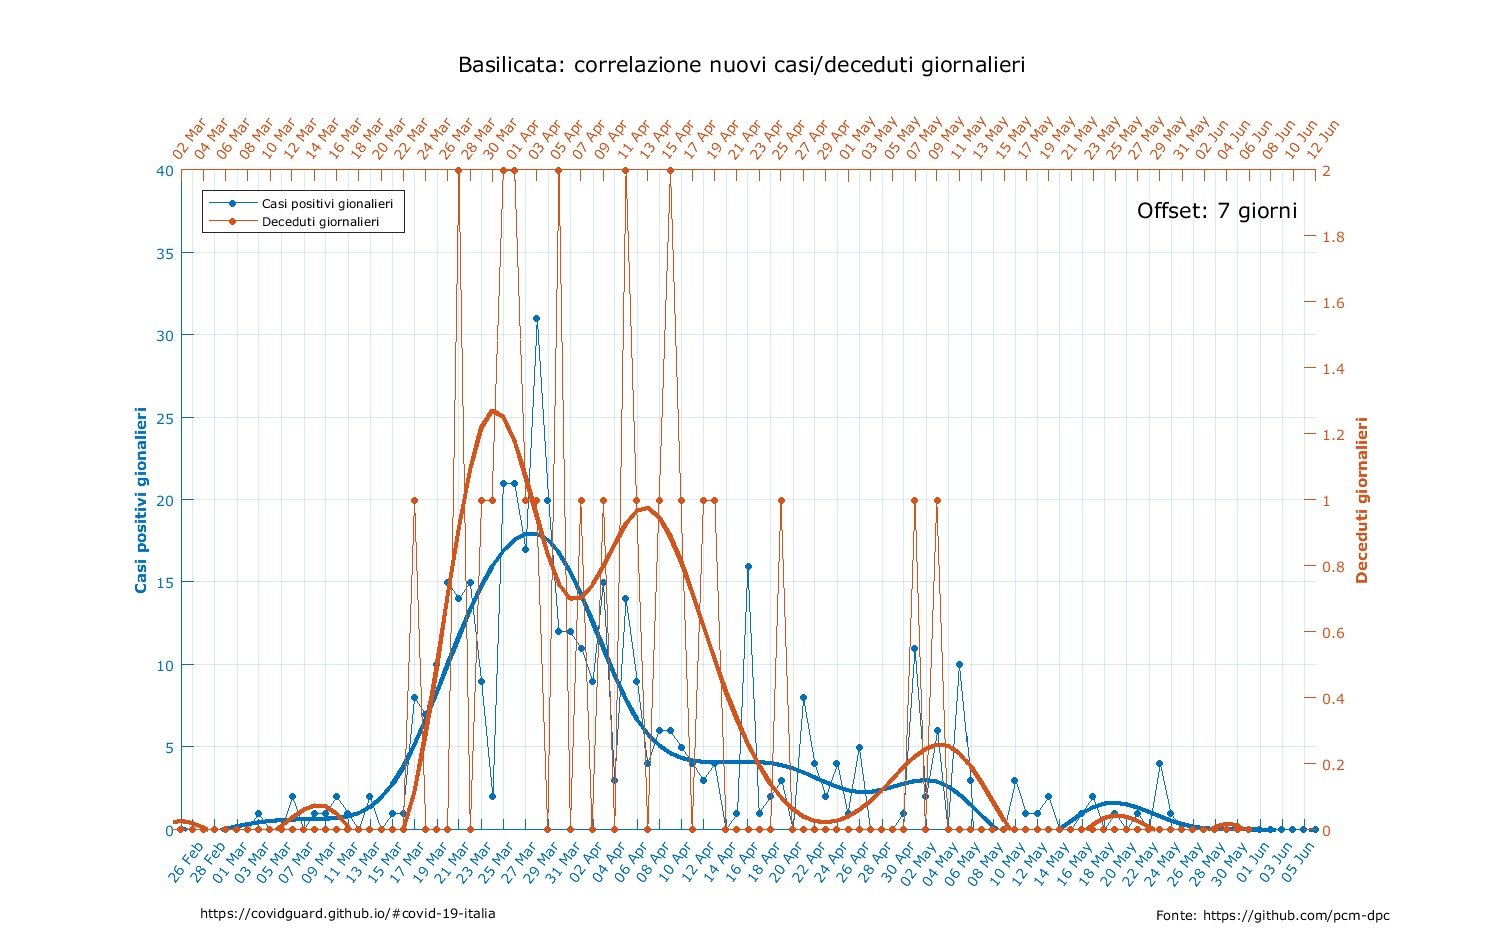 Basilicata: correlazione nuovi casi/deceduti giornalieri
02 Mar
04 Mar
06 Mar
08 Mar
10 Mar
12 Mar
14 Mar
16 Mar
18 Mar
20 Mar
22 Mar
24 Mar
26 Mar
28 Mar
30 Mar
01 Apr
03 Apr
05 Apr
07 Apr
09 Apr
11 Apr
13 Apr
15 Apr
17 Apr
19 Apr
21 Apr
23 Apr
25 Apr
27 Apr
29 Apr
01 May
03 May
05 May
07 May
09 May
11 May
13 May
15 May
17 May
19 May
21 May
23 May
25 May
27 May
29 May
31 May
02 Jun
04 Jun
06 Jun
08 Jun
10 Jun
12 Jun
Casi positivi gionalieri
Deceduti giornalieri
Offset: 7 giorni
40
35
30
25
20
15
10
5
0
Casi positivi gionalieri
2
1.8
1.6
1.4
1.2
1
0.8
0.6
0.4
0.2
0
Deceduti giornalieri
26 Feb
28 Feb
01 Mar
03 Mar
05 Mar
07 Mar
09 Mar
11 Mar
13 Mar
15 Mar
17 Mar
19 Mar
21 Mar
23 Mar
25 Mar
27 Mar
29 Mar
31 Mar
02 Apr
04 Apr
06 Apr
08 Apr
10 Apr
12 Apr
14 Apr
16 Apr
18 Apr
20 Apr
22 Apr
24 Apr
26 Apr
28 Apr
30 Apr
02 May
04 May
06 May
08 May
10 May
12 May
14 May
16 May
18 May
20 May
22 May
24 May
26 May
28 May
30 May
01 Jun
03 Jun
05 Jun
https://covidguard.github.io/#covid-19-italia
Fonte: https://github.com/pcm-dpc